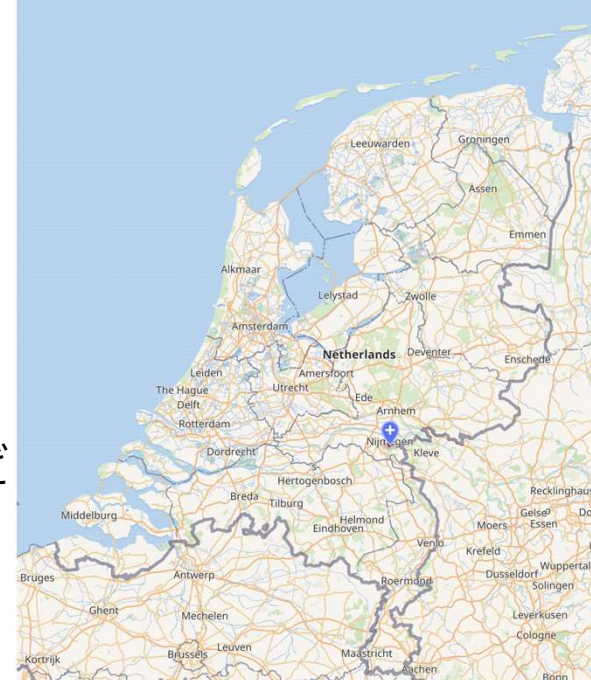 Leeuwarden
Groningen
Assen
Emmen
Alkmaar
Lelystad
Zwolle
Amsterdam
Netherlands
Deventer
Enschede
Leiden
Amersfoort
The Hague
Utrecht
Delft
Ede
Arnhem
Rotterdam
Nijmegen
Dordrecht
Kleve
Hertogenbosch
Recklinghaus
Breda
Tilburg
Middelburg
Helmond
Gelse
Do
Eindhoven
Moers
Essen
Venlo
Krefeld
Bruges
Antwerp
Roermond
Dusseldorf
Wuppertal
Solingen
Ghent
Mechelen
Leverkusen
Cologne
Leuven
Kortrijk
Brussels
Maastricht
Aachen
Bonn